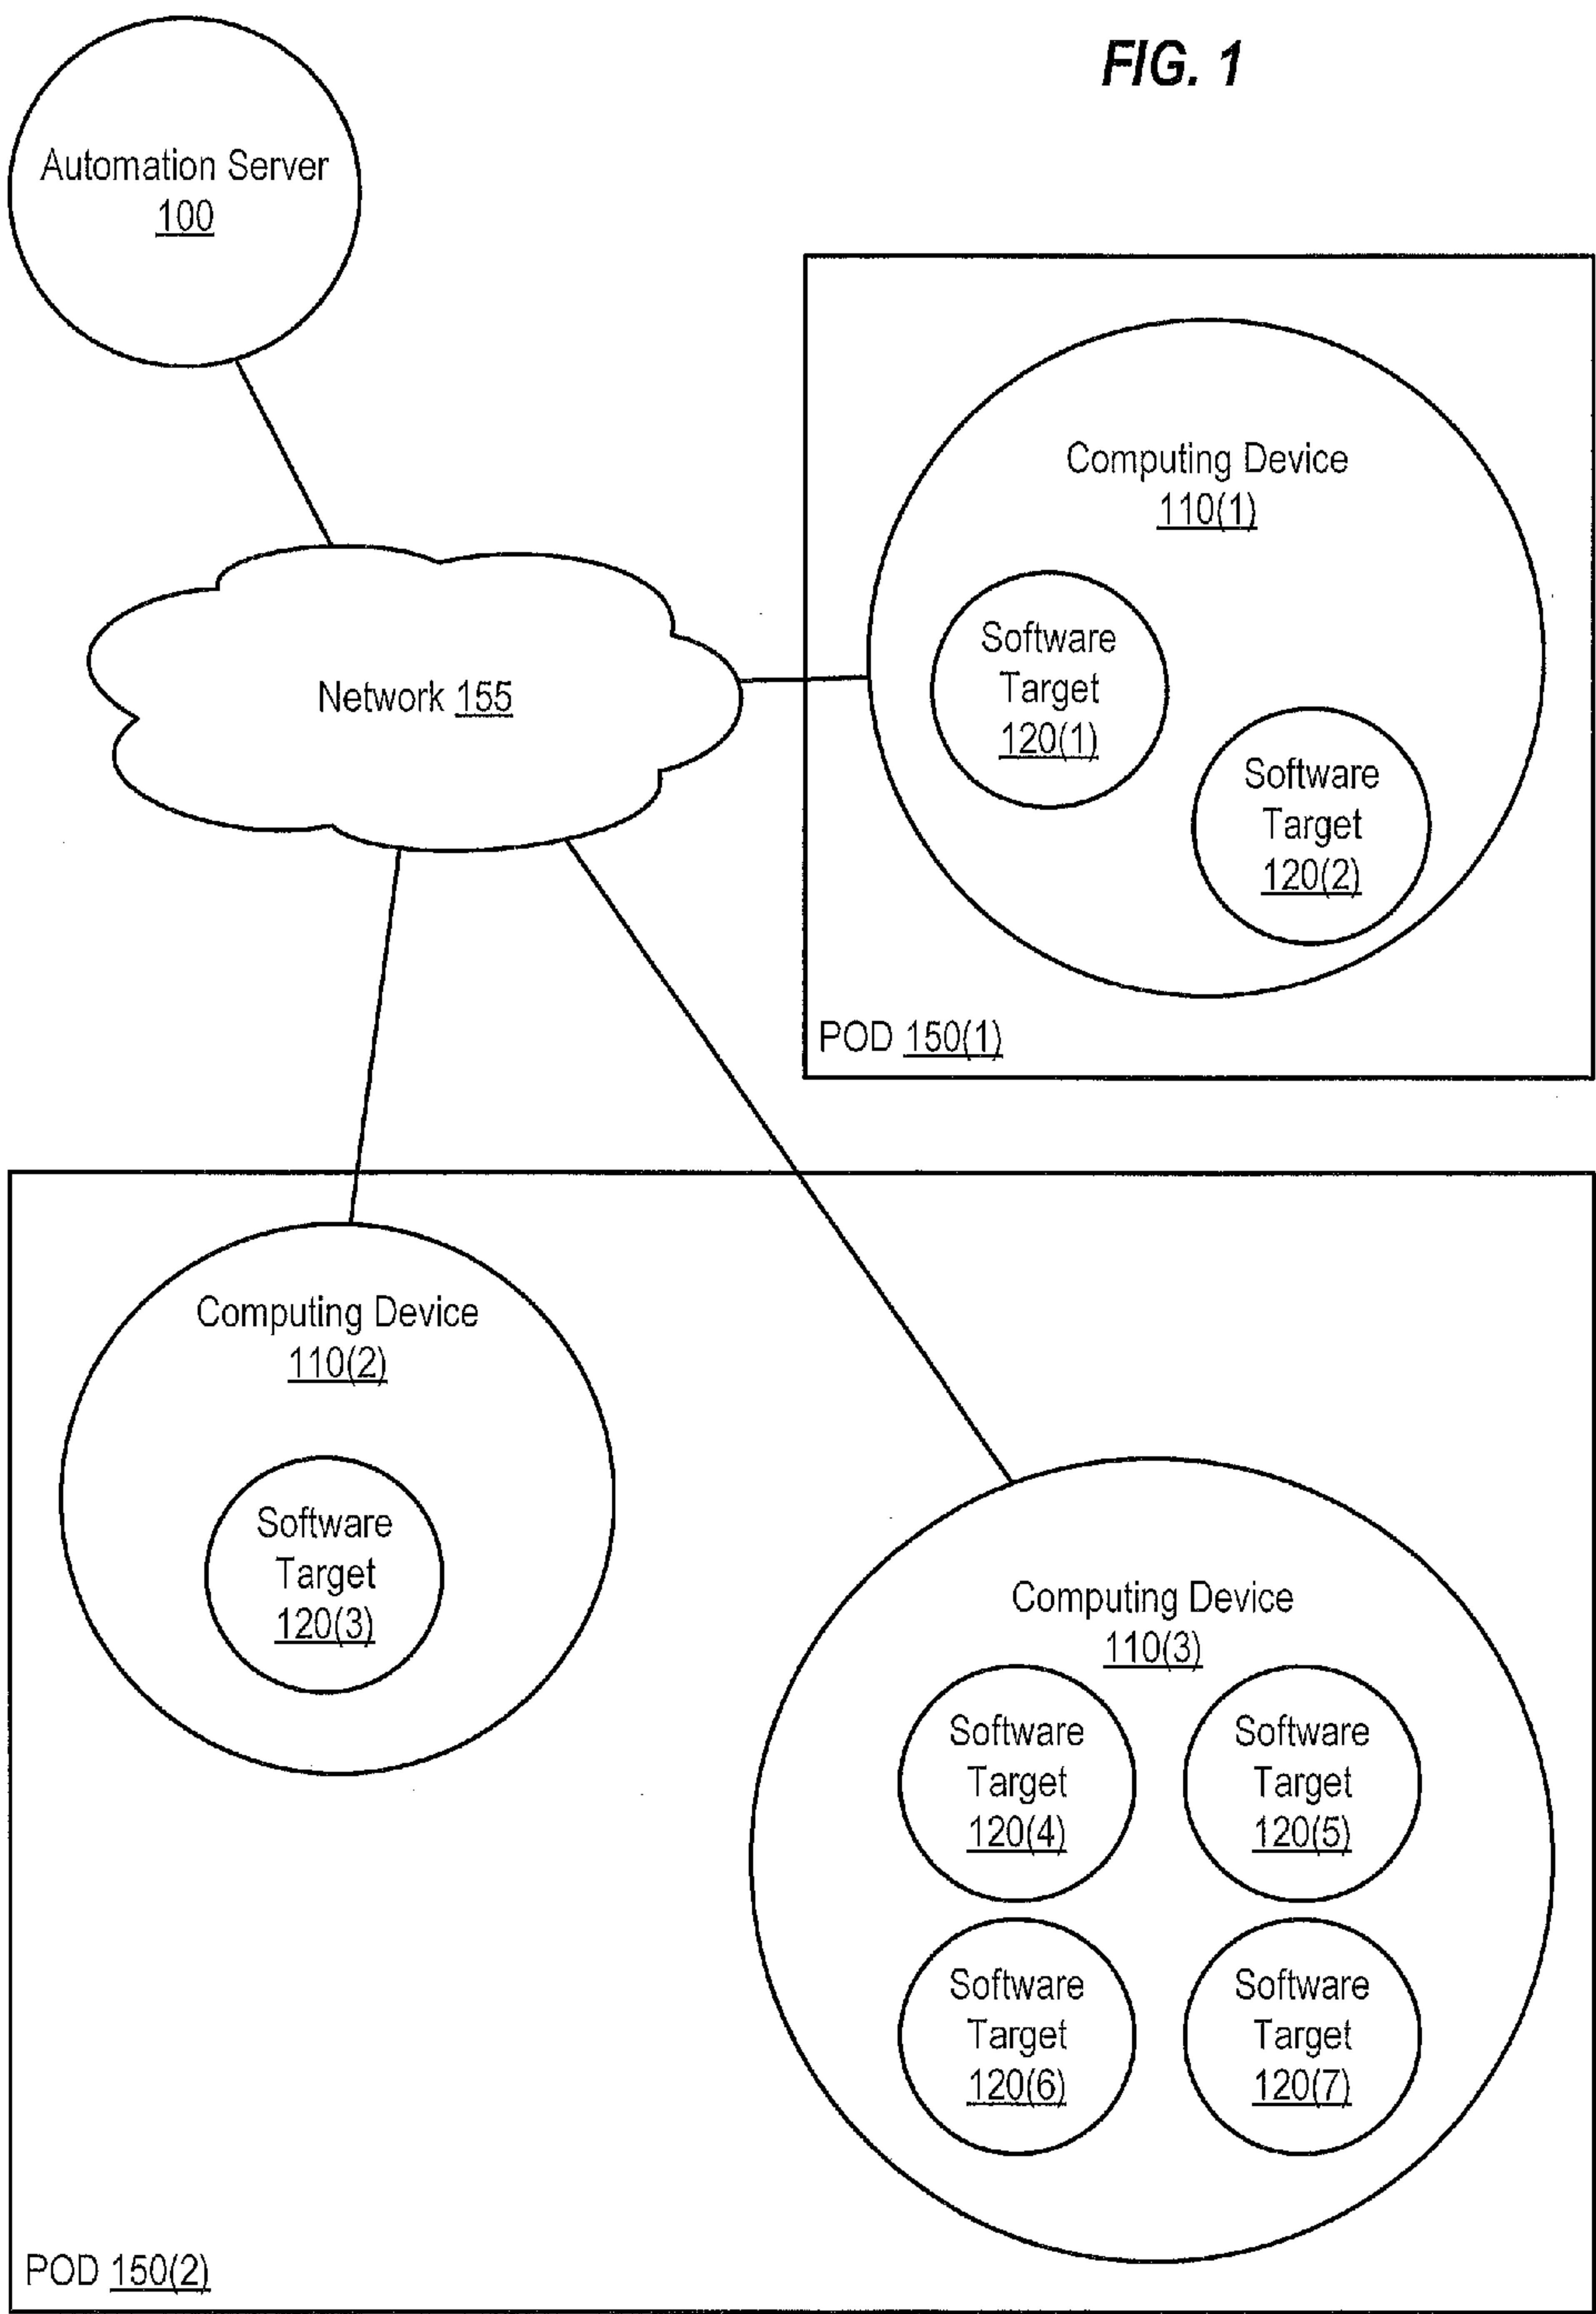 FIG. 1
Automation Server
100
Computing Device
110(1)
Software
Target
120(1)
Network 155
Software
Target
120(2)
POD 150(1)
Computing Device
110(2)
Software
Target
120(3)
Computing Device
110(3)
Software
Target
120(4)
Software
Target
120(5)
Software
Target
120(6)
Software
Target
120(7)
POD 150(2)